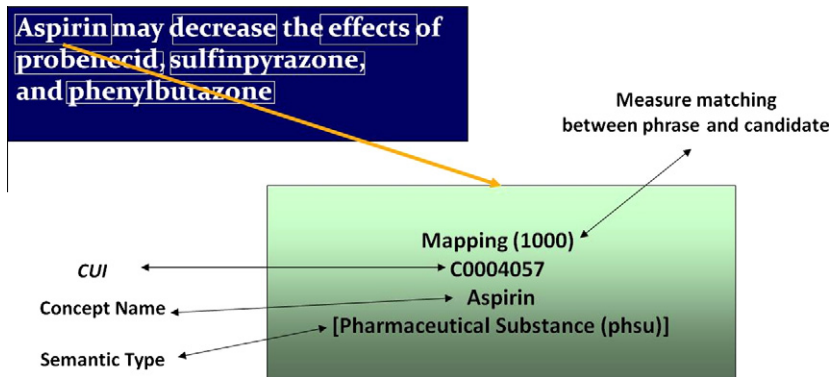 Aspirin may decrease the effects of
probenecid, sulfinpyrazone,
and phenylbutazone
Measure matching
between phrase and candidate
Mapping (1000)
CUI
C0004057
Concept Name
Aspirin
[Pharmaceutical Substance (phsu)]
Semantic Type